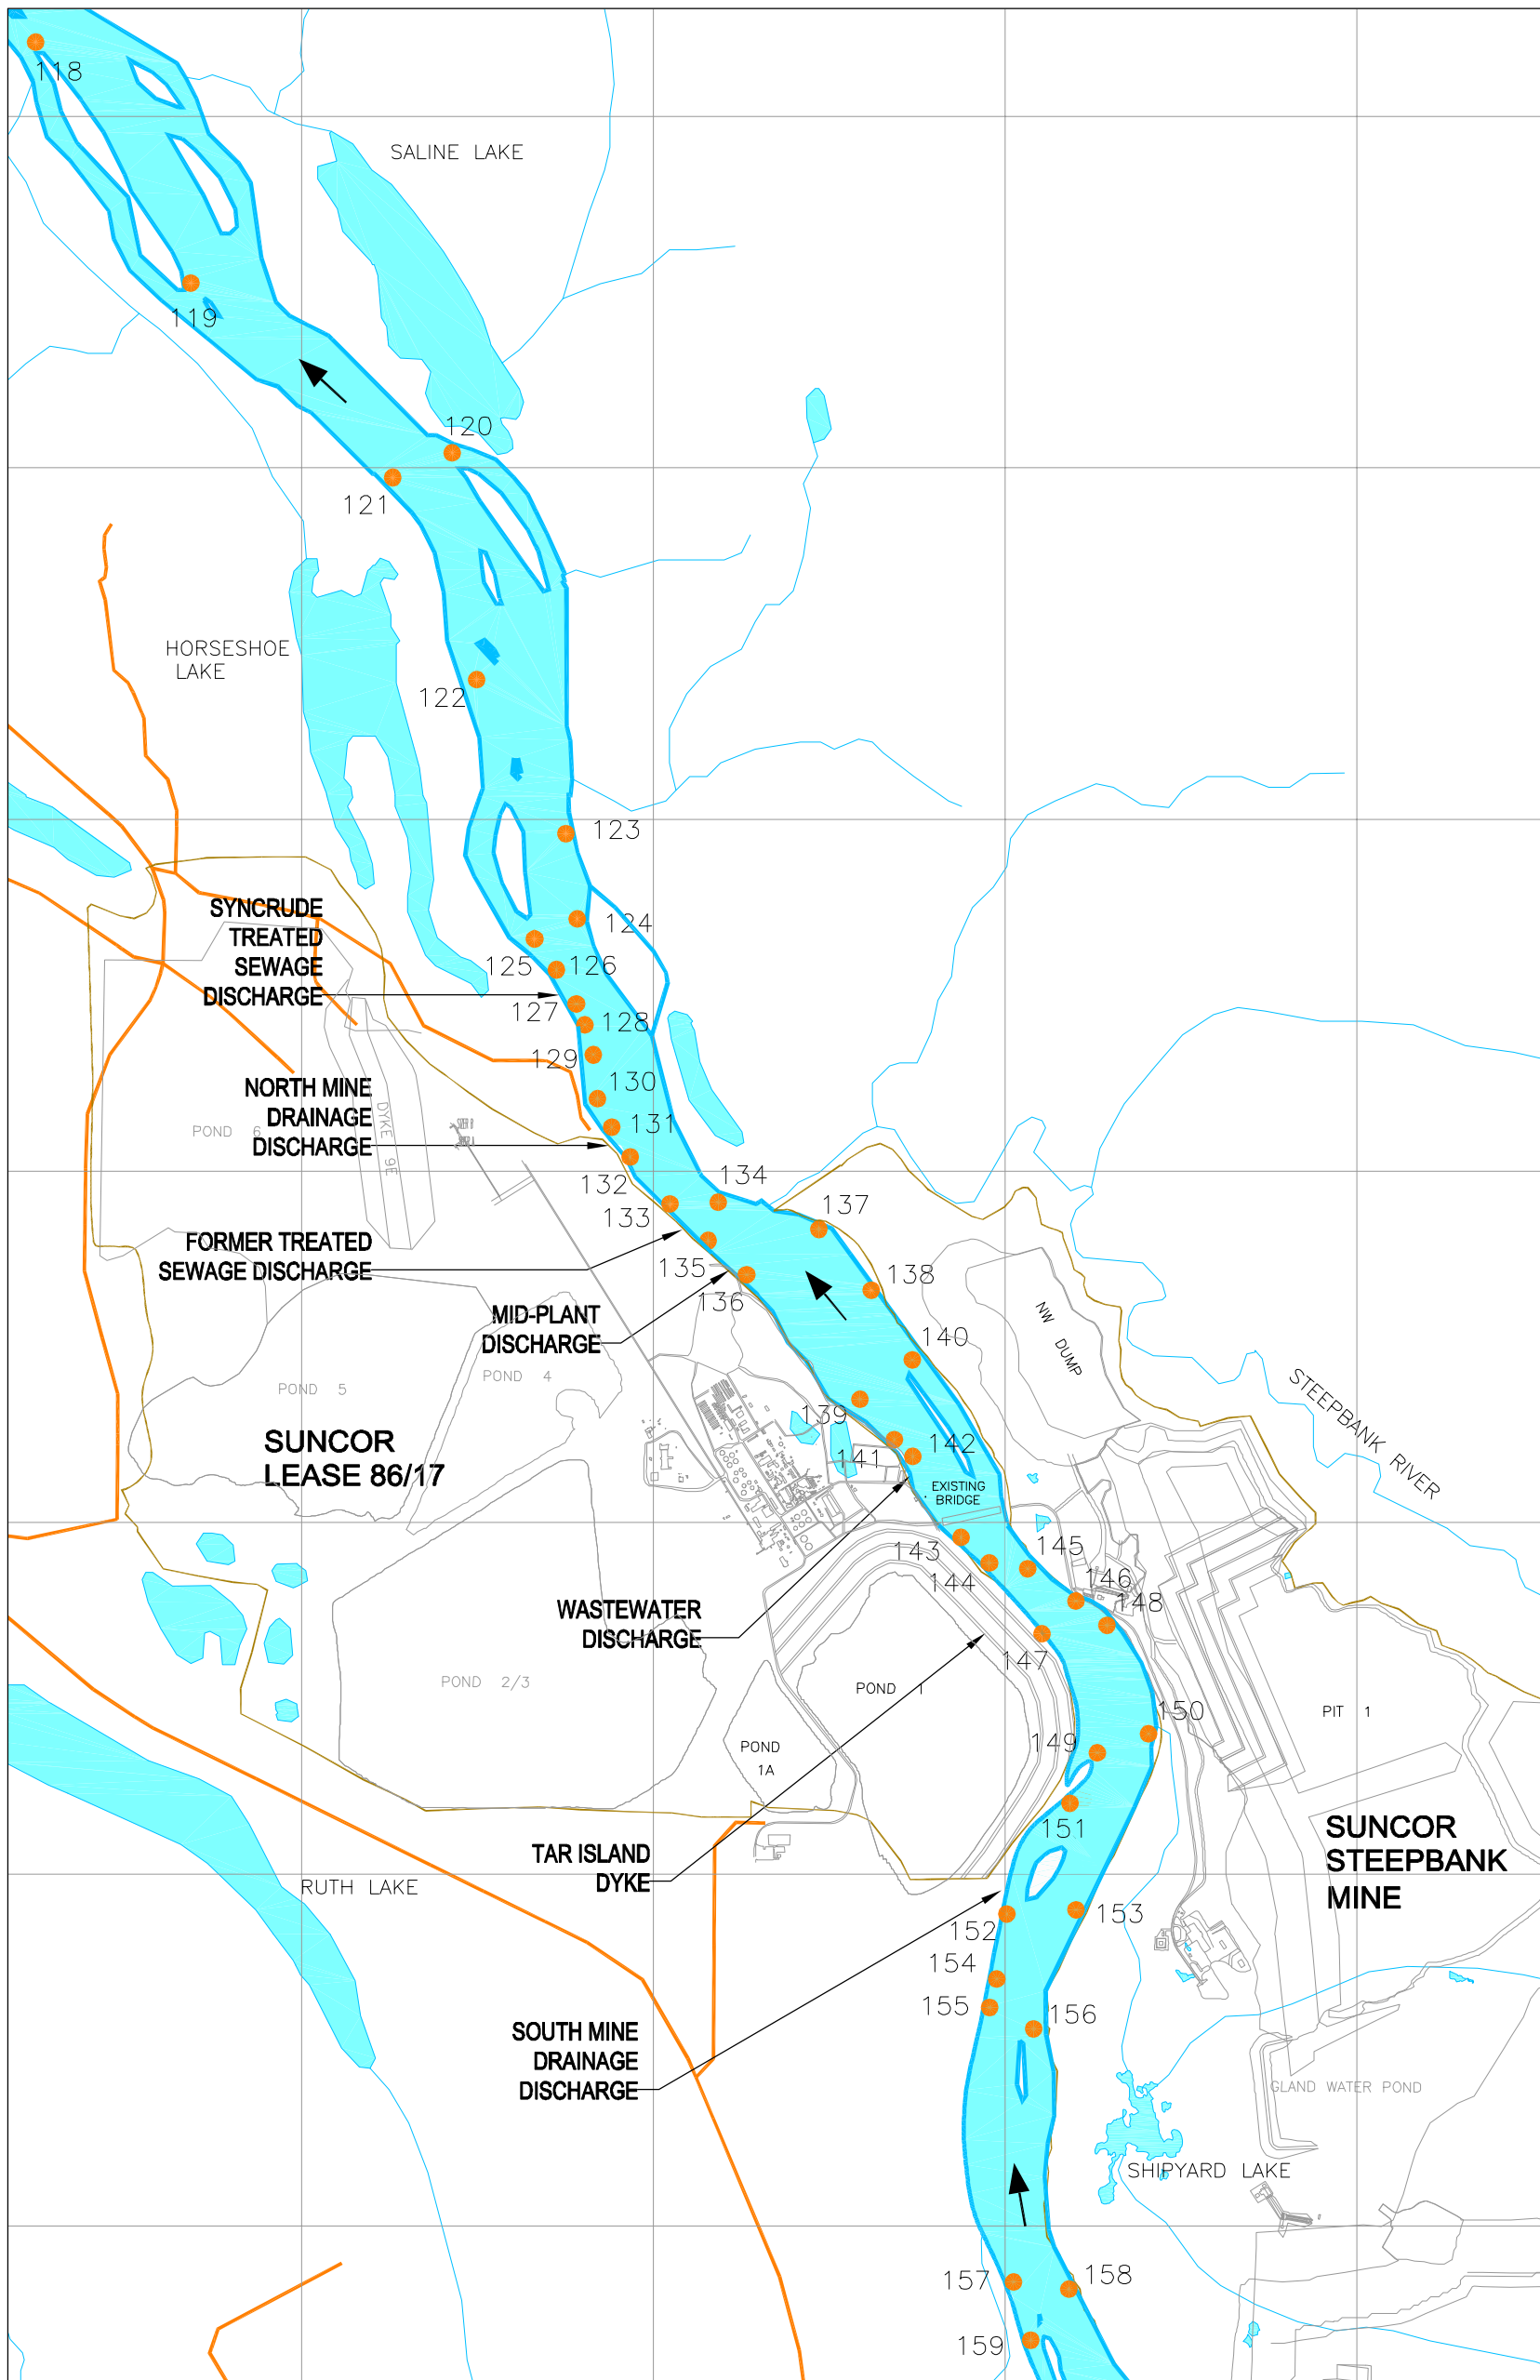 118
SALINE LAKE
119
120
121
HORSESHOE
LAKE
122
123
SYNCRUDE
TREATED
SEWAGE
DISCHARGE
124
125
126
127
128
129
NORTH MINE
DRAINAGE
DISCHARGE
130
131
POND 6
DYKE 9E
132
133
134
137
FORMER TREATED
SEWAGE DISCHARGE
135
136
138
MID-PLANT
DISCHARGE
NW DUMP
140
POND 5
POND 4
139
STEEPBANK RIVER
SUNCOR
LEASE 86/17
141
142
EXISTING
BRIDGE
143
144
145
146
148
WASTEWATER
DISCHARGE
147
POND 2/3
POND 1
150
PIT 1
149
POND
1A
151
SUNCOR
STEEPBANK
MINE
TAR ISLAND
DYKE
RUTH LAKE
152
153
154
155
156
SOUTH MINE
DRAINAGE
DISCHARGE
GLAND WATER POND
SHIPYARD LAKE
157
158
159